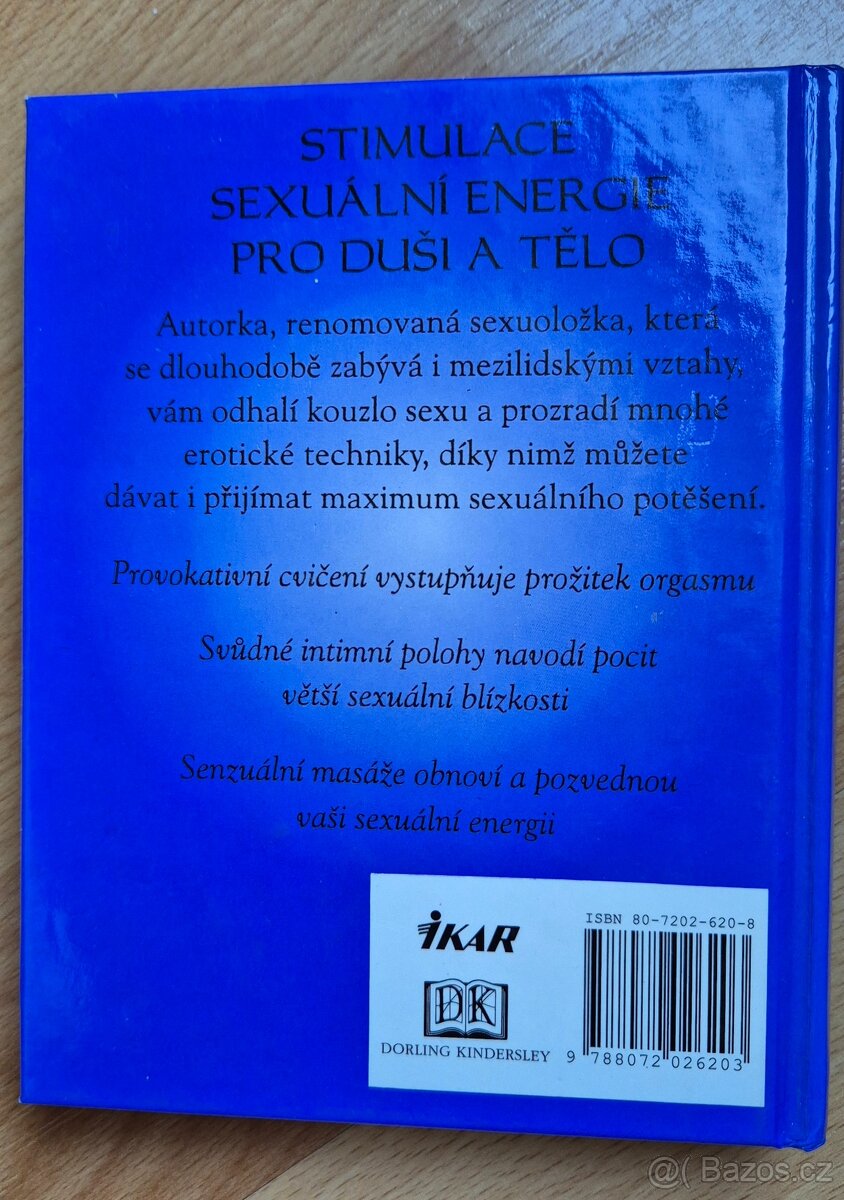 STIMULACE
SEXUÁLNÍ ENERGIE
PRO DUŠI A TĚLO
Autorka, renomovaná sexuoložka, která
se dlouhodobě zabývá i mezilidskými vztahy,
vám odhalí kouzlo sexu a prozradí mnohé
erotické techniky, díky nimž můžete
dávat i přijímat maximum sexuálního potěšení.
Provokativní cvičení vystupňuje prožitek orgasmu
Svůdné intimní polohy navodí pocit
větší sexuální blízkosti
Senzuální masáže obnoví a pozvednou
vaši sexuální energii
IKAR
DK
DORLING KINDERSLEY
ISBN 80-7202-620-8
9 788072 026203
@( Bazos.cz